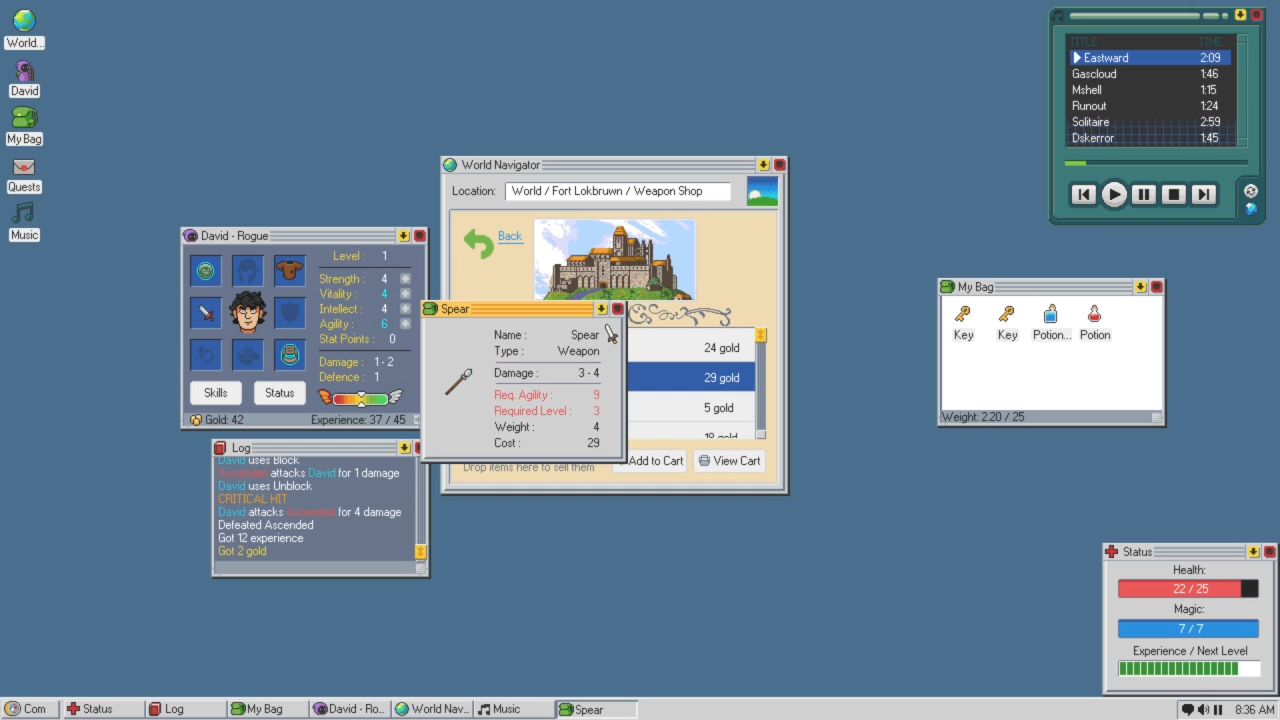 World...
David
My Bag
Quests
Music
TITLE TIME
Eastward 2:09
Gascloud 1:46
Mshell 1:15
Runout 1:24
Solitaire 2:59
Dskerror 1:45
World Navigator
Location: World / Fort Lokbruwn / Weapon Shop
Back
24 gold
29 gold
5 gold
18 gold
Drop items here to sell them
Add to Cart
View Cart
David - Rogue
Level : 1
Strength : 4
Vitality : 4
Intellect : 4
Agility : 6
Stat Points : 0
Damage : 1 - 2
Defence : 1
Skills
Status
Gold: 42
Experience: 37 / 45
Spear
Name : Spear
Type : Weapon
Damage : 3 - 4
Req. Agility : 9
Required Level : 3
Weight : 4
Cost : 29
Log
David uses Block
Ascended attacks David for 1 damage
David uses Unblock
CRITICAL HIT
David attacks Ascended for 4 damage
Defeated Ascended
Got 12 experience
Got 2 gold
My Bag
Key
Key
Potion...
Potion
Weight: 2.20 / 25
Status
Health:
22 / 25
Magic:
7 / 7
Experience / Next Level
Com
Status
Log
My Bag
David - Ro...
World Nav...
Music
Spear
8:36 AM